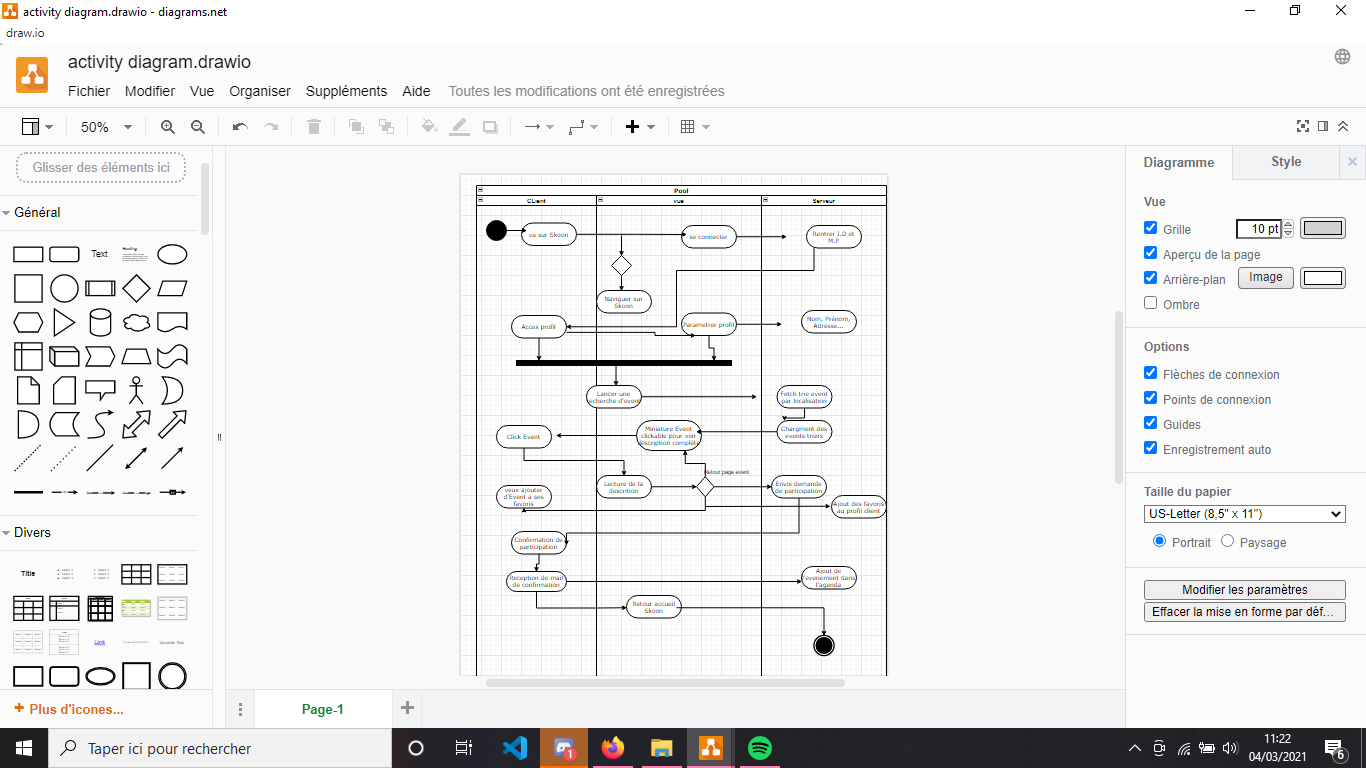 activity diagram.drawio - diagrams.net
draw.io
activity diagram.drawio
Fichier Modifier Vue Organiser Suppléments Aide Toutes les modifications ont été enregistrées
50%
Glisser des éléments ici
Général
Text
Heading
Divers
Title
Link
Plus d'icones...
Pool
CLient
vue
Serveur
va sur Skoon
se connecter
Rentrer I.D et
M.P
Naviguer sur
Skoon
Acces profil
Parametrer profil
Nom, Prénom,
Adresse...
Lancer une
recherche d'event
Fetch trie event
par localisation
Click Event
Miniature Event
clickable pour voir
description complète
Chargment des
events triers
Retour page event
Lecture de la
descrition
Envoi demande
de participation
veux ajouter
d'Event a ses
favoris
Ajout des favoris
au profil client
Confirmation de
participation
Reception de mail
de confirmation
Ajout de
l'evenement dans
l'agenda
Retour accueil
Skoon
Page-1
Diagramme
Style
Vue
Grille
10 pt
Aperçu de la page
Arrière-plan
Image
Ombre
Options
Flèches de connexion
Points de connexion
Guides
Enregistrement auto
Taille du papier
US-Letter (8,5" x 11")
Portrait Paysage
Modifier les paramètres
Effacer la mise en forme par déf...
Taper ici pour rechercher
1
11:22
04/03/2021
6